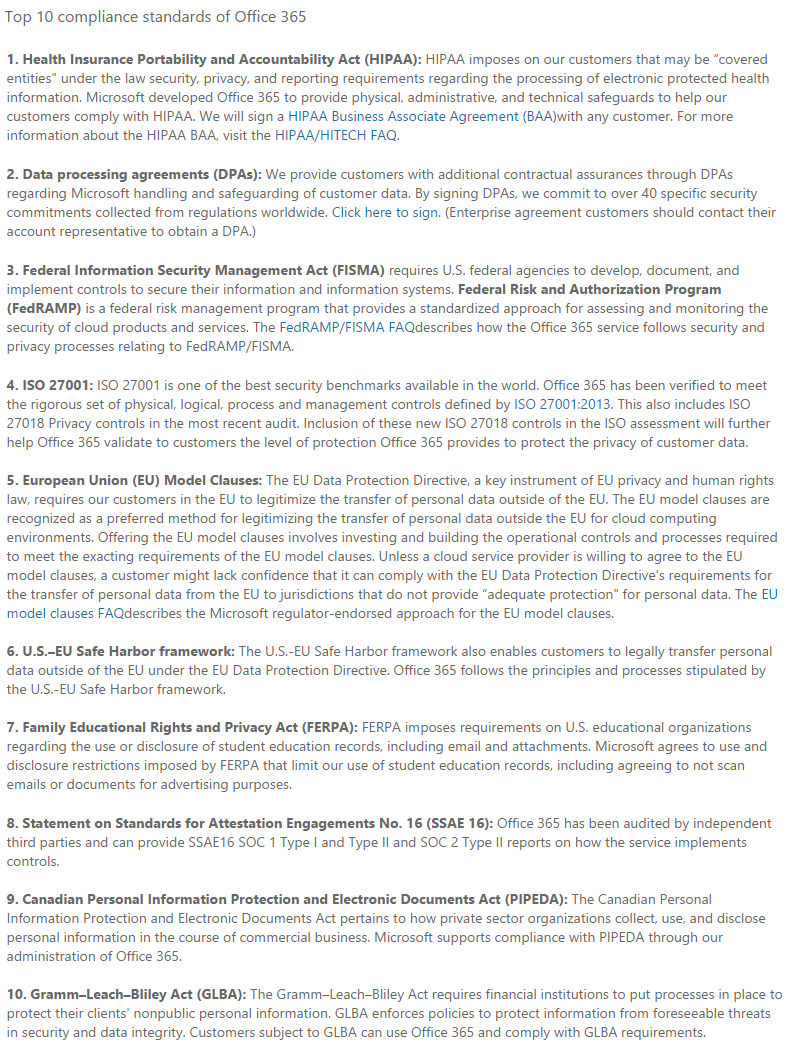 Top 10 compliance standards of Office 365
1. Health Insurance Portability and Accountability Act (HIPAA): HIPAA imposes on our customers that may be “covered
entities" under the law security, privacy, and reporting requirements regarding the processing of electronic protected health
information. Microsoft developed Office 365 to provide physical, administrative, and technical safeguards to help our
customers comply with HIPAA. We will sign a HIPAA Business Associate Agreement (BAA)with any customer. For more
information about the HIPAA BAA, visit the HIPAA/HITECH FAQ.
2. Data processing agreements (DPAs): We provide customers with additional contractual assurances through DPAs
regarding Microsoft handling and safeguarding of customer data. By signing DPAs, we commit to over 40 specific security
commitments collected from regulations worldwide. Click here to sign. (Enterprise agreement customers should contact their
account representative to obtain a DPA.)
3. Federal Information Security Management Act (FISMA) requires U.S. federal agencies to develop, document, and
implement controls to secure their information and information systems. Federal Risk and Authorization Program
(FedRAMP) is a federal risk management program that provides a standardized approach for assessing and monitoring the
security of cloud products and services. The FedRAMP/FISMA FAQdescribes how the Office 365 service follows security and
privacy processes relating to FedRAMP/FISMA.
4. ISO 27001: ISO 27001 is one of the best security benchmarks available in the world. Office 365 has been verified to meet
the rigorous set of physical, logical, process and management controls defined by ISO 27001:2013. This also includes ISO
27018 Privacy controls in the most recent audit. Inclusion of these new ISO 27018 controls in the ISO assessment will further
help Office 365 validate to customers the level of protection Office 365 provides to protect the privacy of customer data.
5. European Union (EU) Model Clauses: The EU Data Protection Directive, a key instrument of EU privacy and human rights
law, requires our customers in the EU to legitimize the transfer of personal data outside of the EU. The EU model clauses are
recognized as a preferred method for legitimizing the transfer of personal data outside the EU for cloud computing
environments. Offering the EU model clauses involves investing and building the operational controls and processes required
to meet the exacting requirements of the EU model clauses. Unless a cloud service provider is willing to agree to the EU
model clauses, a customer might lack confidence that it can comply with the EU Data Protection Directive's requirements for
the transfer of personal data from the EU to jurisdictions that do not provide “adequate protection" for personal data. The EU
model clauses FAQdescribes the Microsoft regulator-endorsed approach for the EU model clauses.
6. U.S.–EU Safe Harbor framework: The U.S.-EU Safe Harbor framework also enables customers to legally transfer personal
data outside of the EU under the EU Data Protection Directive. Office 365 follows the principles and processes stipulated by
the U.S.-EU Safe Harbor framework.
7. Family Educational Rights and Privacy Act (FERPA): FERPA imposes requirements on U.S. educational organizations
regarding the use or disclosure of student education records, including email and attachments. Microsoft agrees to use and
disclosure restrictions imposed by FERPA that limit our use of student education records, including agreeing to not scan
emails or documents for advertising purposes.
8. Statement on Standards for Attestation Engagements No. 16 (SSAE 16): Office 365 has been audited by independent
third parties and can provide SSAE16 SOC 1 Type I and Type II and SOC 2 Type II reports on how the service implements
controls.
9. Canadian Personal Information Protection and Electronic Documents Act (PIPEDA): The Canadian Personal
Information Protection and Electronic Documents Act pertains to how private sector organizations collect, use, and disclose
personal information in the course of commercial business. Microsoft supports compliance with PIPEDA through our
administration of Office 365.
10. Gramm–Leach–Bliley Act (GLBA): The Gramm–Leach–Bliley Act requires financial institutions to put processes in place to
protect their clients' nonpublic personal information. GLBA enforces policies to protect information from foreseeable threats
in security and data integrity. Customers subject to GLBA can use Office 365 and comply with GLBA requirements.